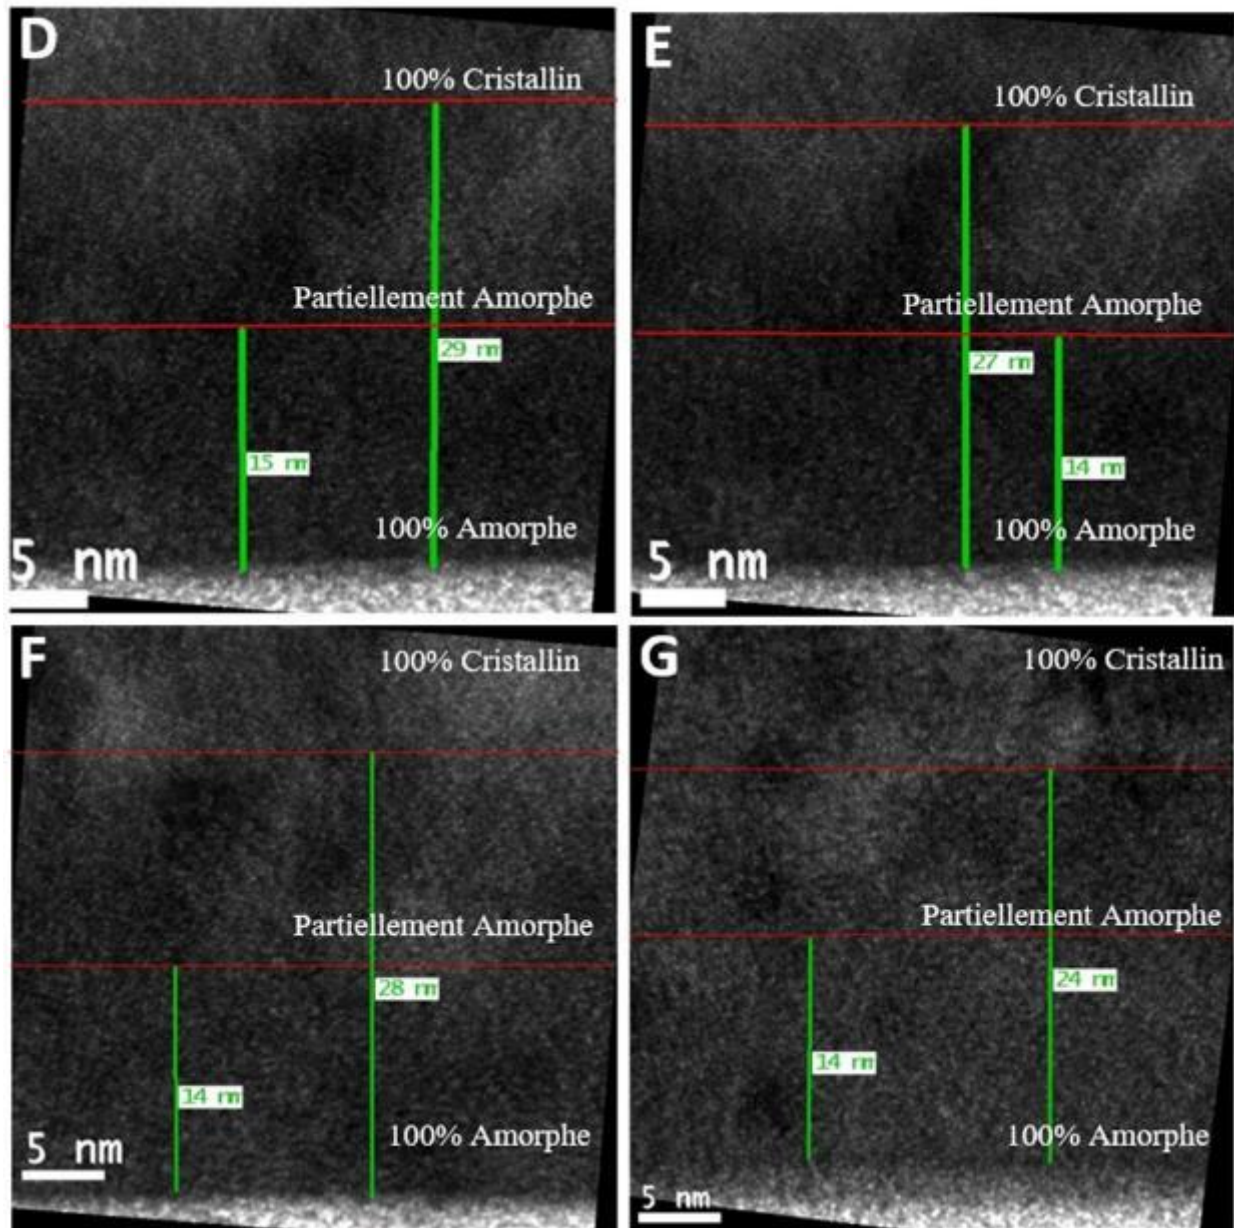 D
100% Cristallin
Partiellement Amorphe
29 nm
15 nm
100% Amorphe
5 nm
E
100% Cristallin
Partiellement Amorphe
27 nm
14 nm
100% Amorphe
5 nm
F
100% Cristallin
Partiellement Amorphe
28 nm
14 nm
100% Amorphe
5 nm
G
100% Cristallin
Partiellement Amorphe
24 nm
14 nm
100% Amorphe
5 nm